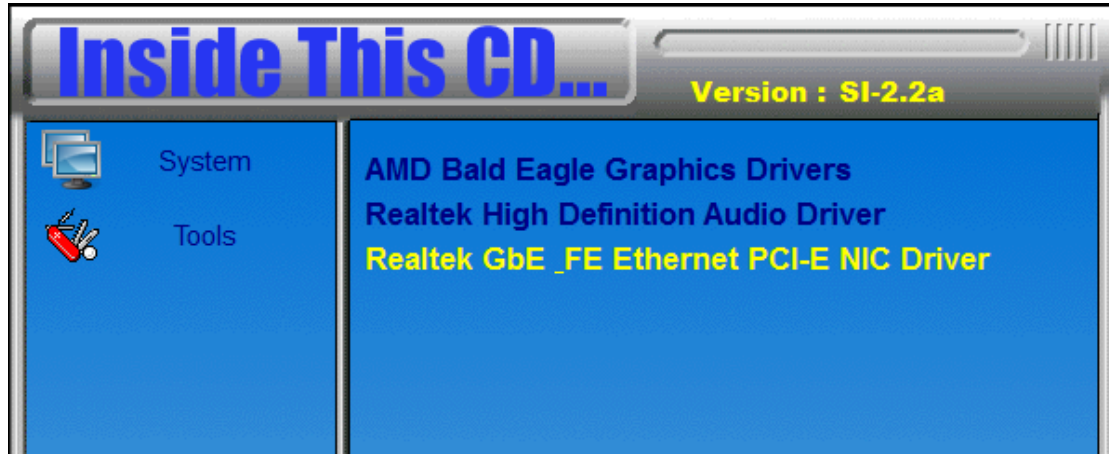 Inside This CD...
Version : SI-2.2a
System
Tools
AMD Bald Eagle Graphics Drivers
Realtek High Definition Audio Driver
Realtek GbE _FE Ethernet PCI-E NIC Driver